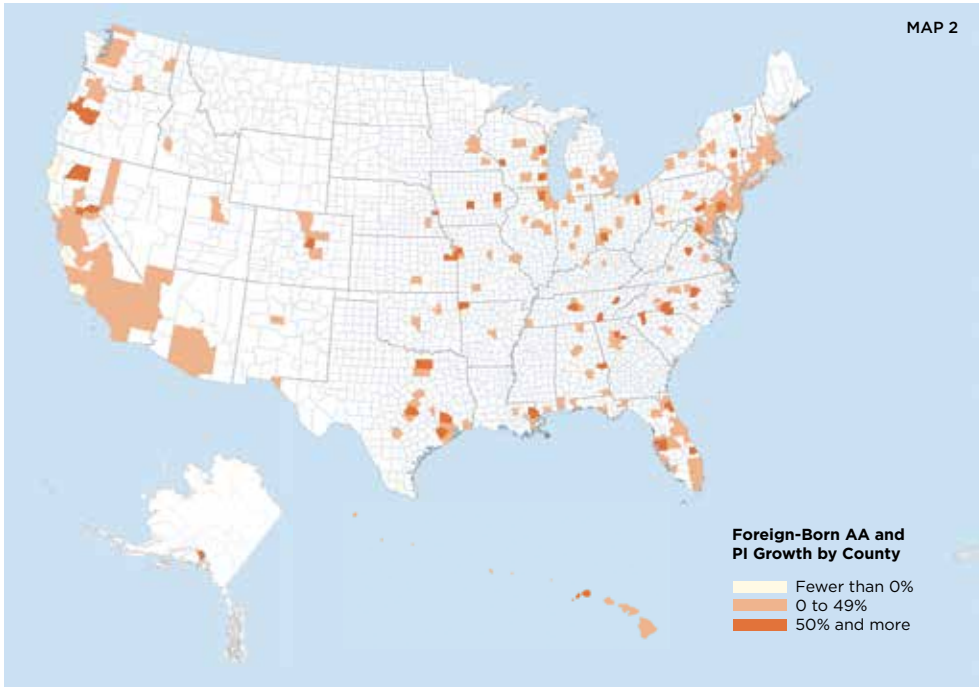 MAP 2
Foreign-Born AA and
PI Growth by County
Fewer than 0%
0 to 49%
50% and more